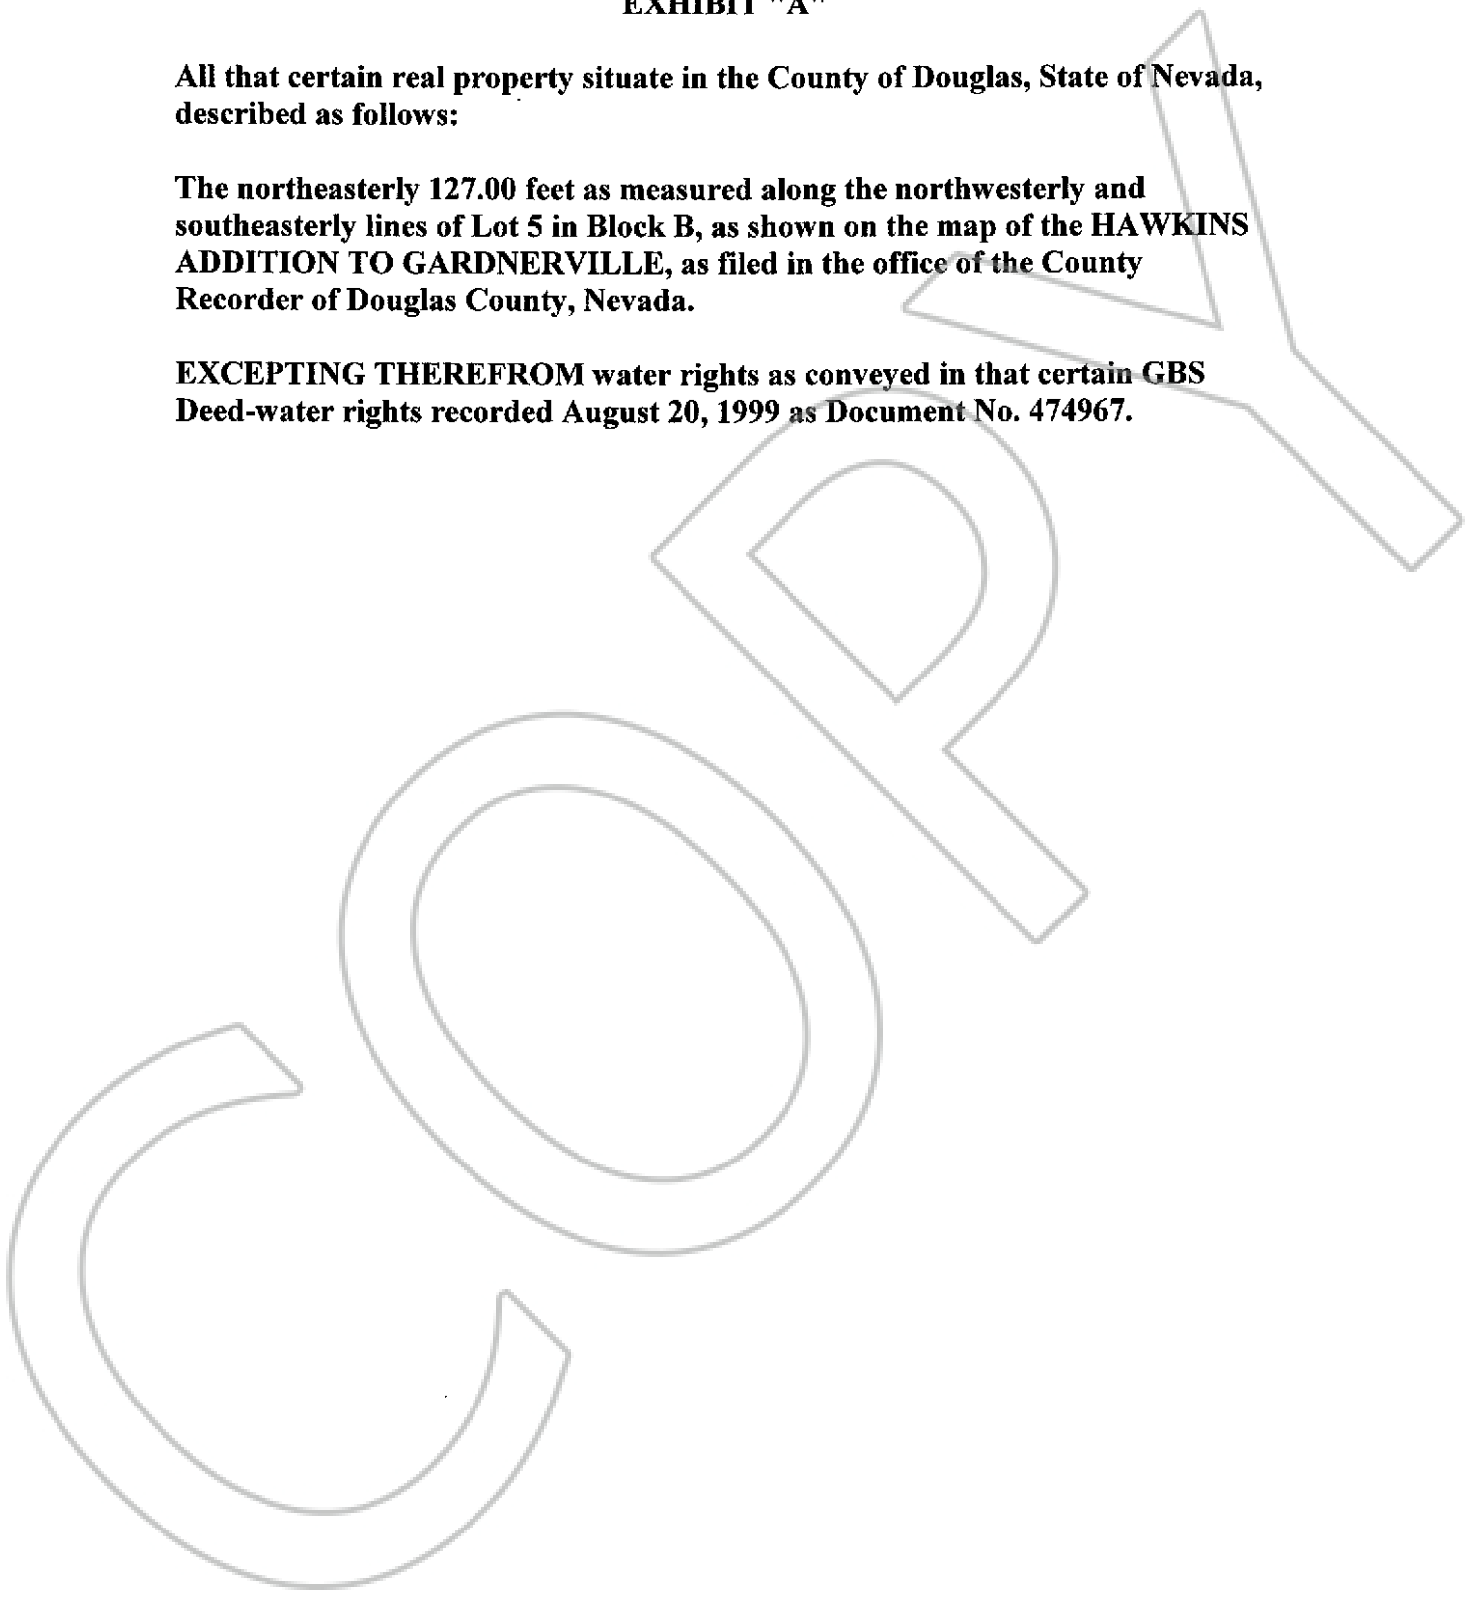 EXHIBIT "A"
All that certain real property situate in the County of Douglas, State of Nevada,
described as follows:
The northeasterly 127.00 feet as measured along the northwesterly and
southeasterly lines of Lot 5 in Block B, as shown on the map of the HAWKINS
ADDITION TO GARDNERVILLE, as filed in the office of the County
Recorder of Douglas County, Nevada.
EXCEPTING THEREFROM water rights as conveyed in that certain GBS
Deed-water rights recorded August 20, 1999 as Document No. 474967.
COPY